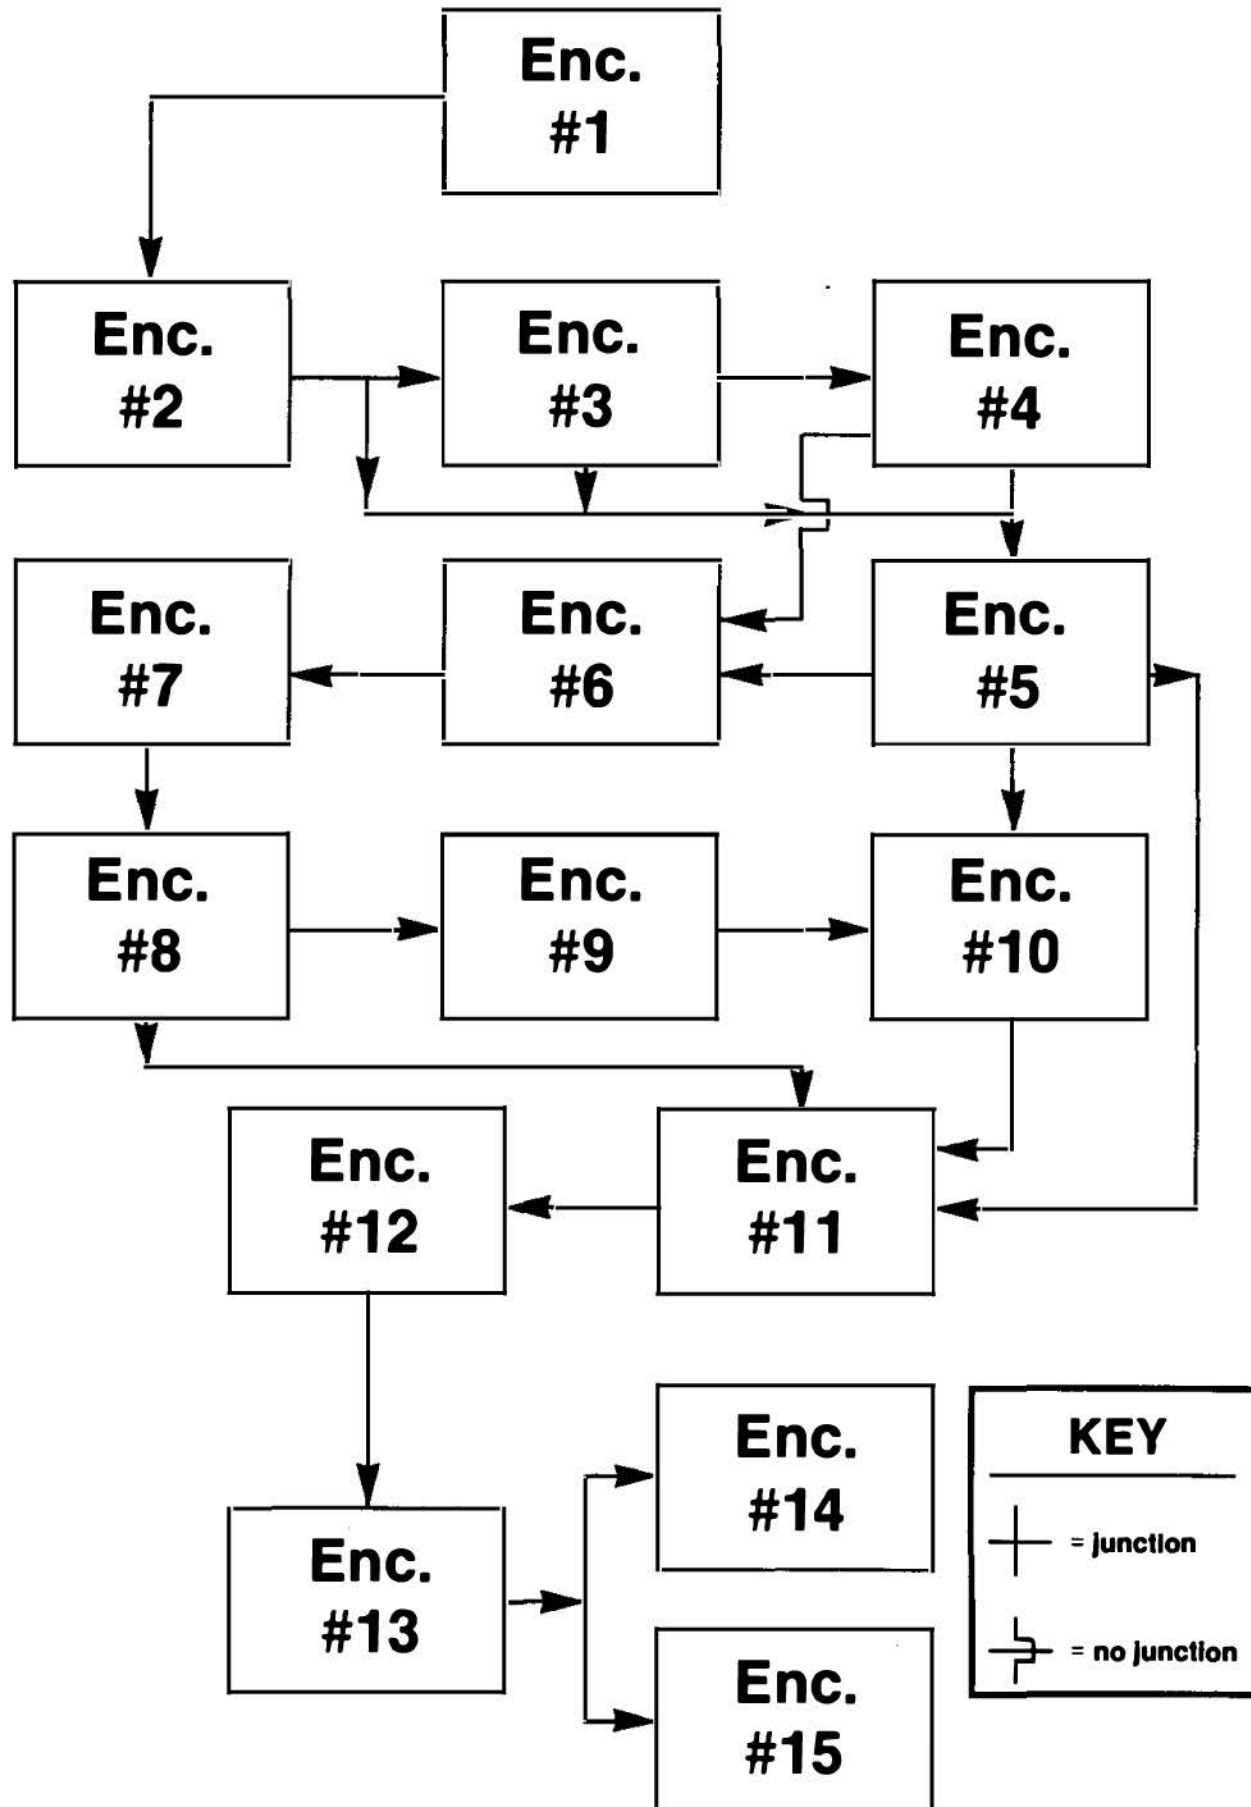 Enc.
#1
Enc.
#2
Enc.
#3
Enc.
#4
Enc.
#7
Enc.
#6
Enc.
#5
Enc.
#8
Enc.
#9
Enc.
#10
Enc.
#12
Enc.
#11
Enc.
#14
KEY
= junction
= no junction
Enc.
#13
Enc.
#15